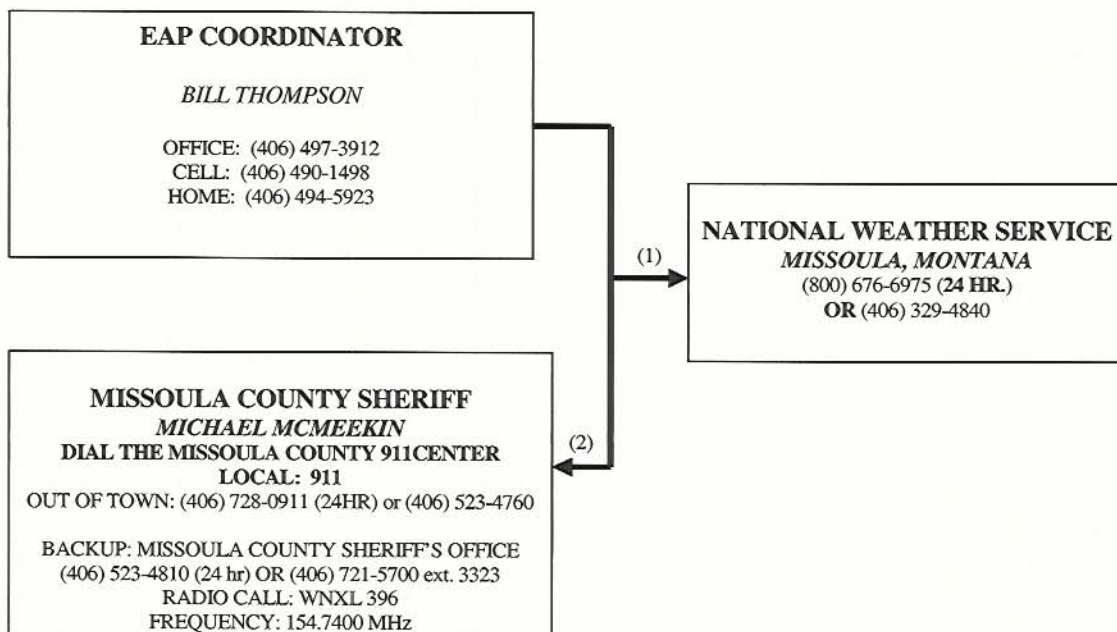 EAP COORDINATOR
BILL THOMPSON
OFFICE: (406) 497-3912
CELL: (406) 490-1498
HOME: (406) 494-5923
(1)
NATIONAL WEATHER SERVICE
MISSOULA, MONTANA
(800) 676-6975 (24 HR.)
OR (406) 329-4840
MISSOULA COUNTY SHERIFF
MICHAEL MCMEEKIN
DIAL THE MISSOULA COUNTY 911CENTER
LOCAL: 911
OUT OF TOWN: (406) 728-0911 (24HR) or (406) 523-4760
(2)
BACKUP: MISSOULA COUNTY SHERIFF'S OFFICE
(406) 523-4810 (24 hr) OR (406) 721-5700 ext. 3323
RADIO CALL: WNXL 396
FREQUENCY: 154.7400 MHz